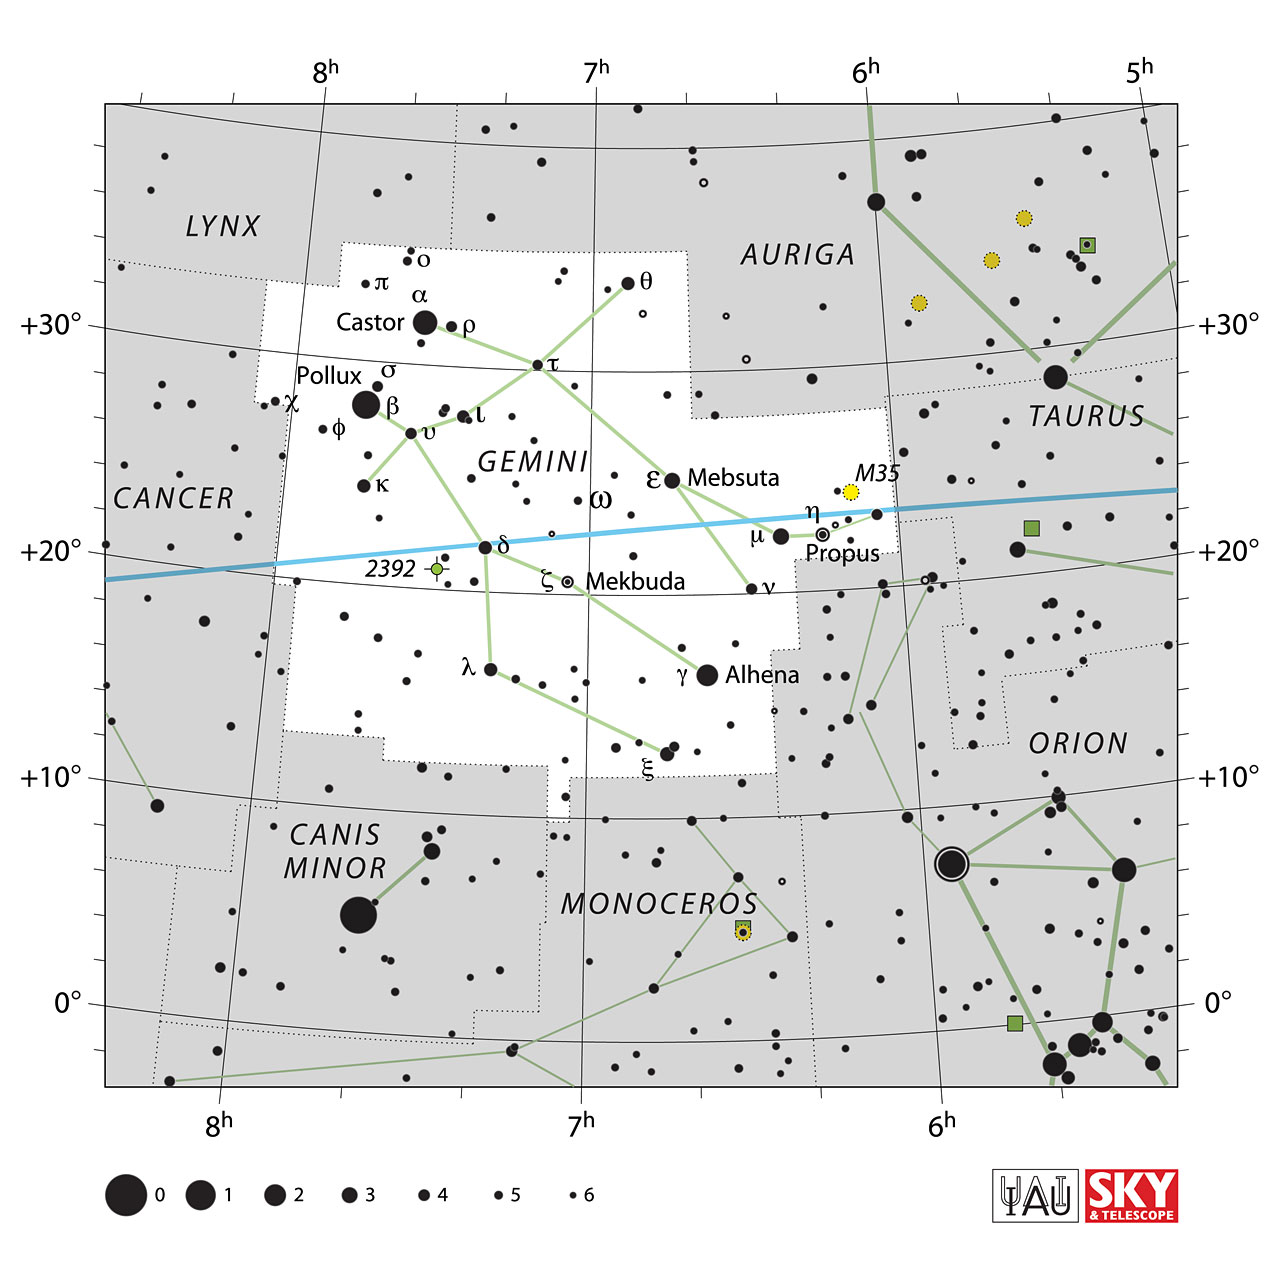 8h 7h 6h 5h
LYNX
AURIGA
ο
π
θ
α
Castor
ρ
+30° +30°
τ
Pollux σ
χ β ι
φ υ
TAURUS
GEMINI
M35
CANCER
κ ε Mebsuta
ω
η
μ
Propus
+20° +20°
δ
2392
ζ Mekbuda
ν
λ
γ Alhena
ORION
ξ
+10° +10°
CANIS
MINOR
MONOCEROS
0° 0°
8h 7h 6h
0 1 2 3 4 5 6
IAU
SKY
& TELESCOPE